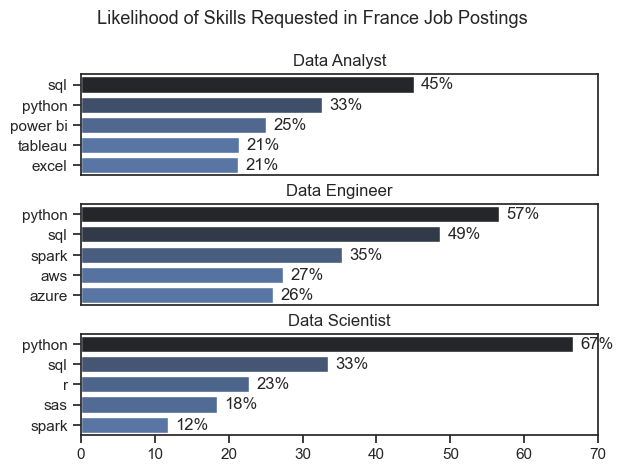 Likelihood of Skills Requested in France Job Postings
Data Analyst
sql 45%
python 33%
power bi 25%
tableau 21%
excel 21%
Data Engineer
python 57%
sql 49%
spark 35%
aws 27%
azure 26%
Data Scientist
python 67%
sql 33%
r 23%
sas 18%
spark 12%
0 10 20 30 40 50 60 70